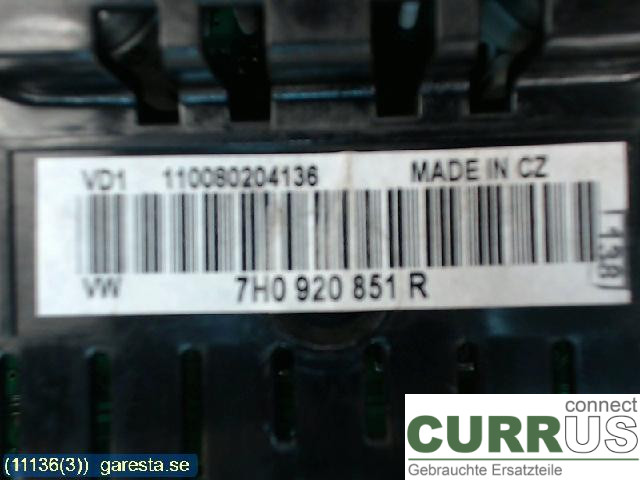 VD1 110080204136 MADE IN CZ
VW 7H0 920 851 R
138
connect
CURRUS
Gebrauchte Ersatzteile
(11136(3)) garesta.se